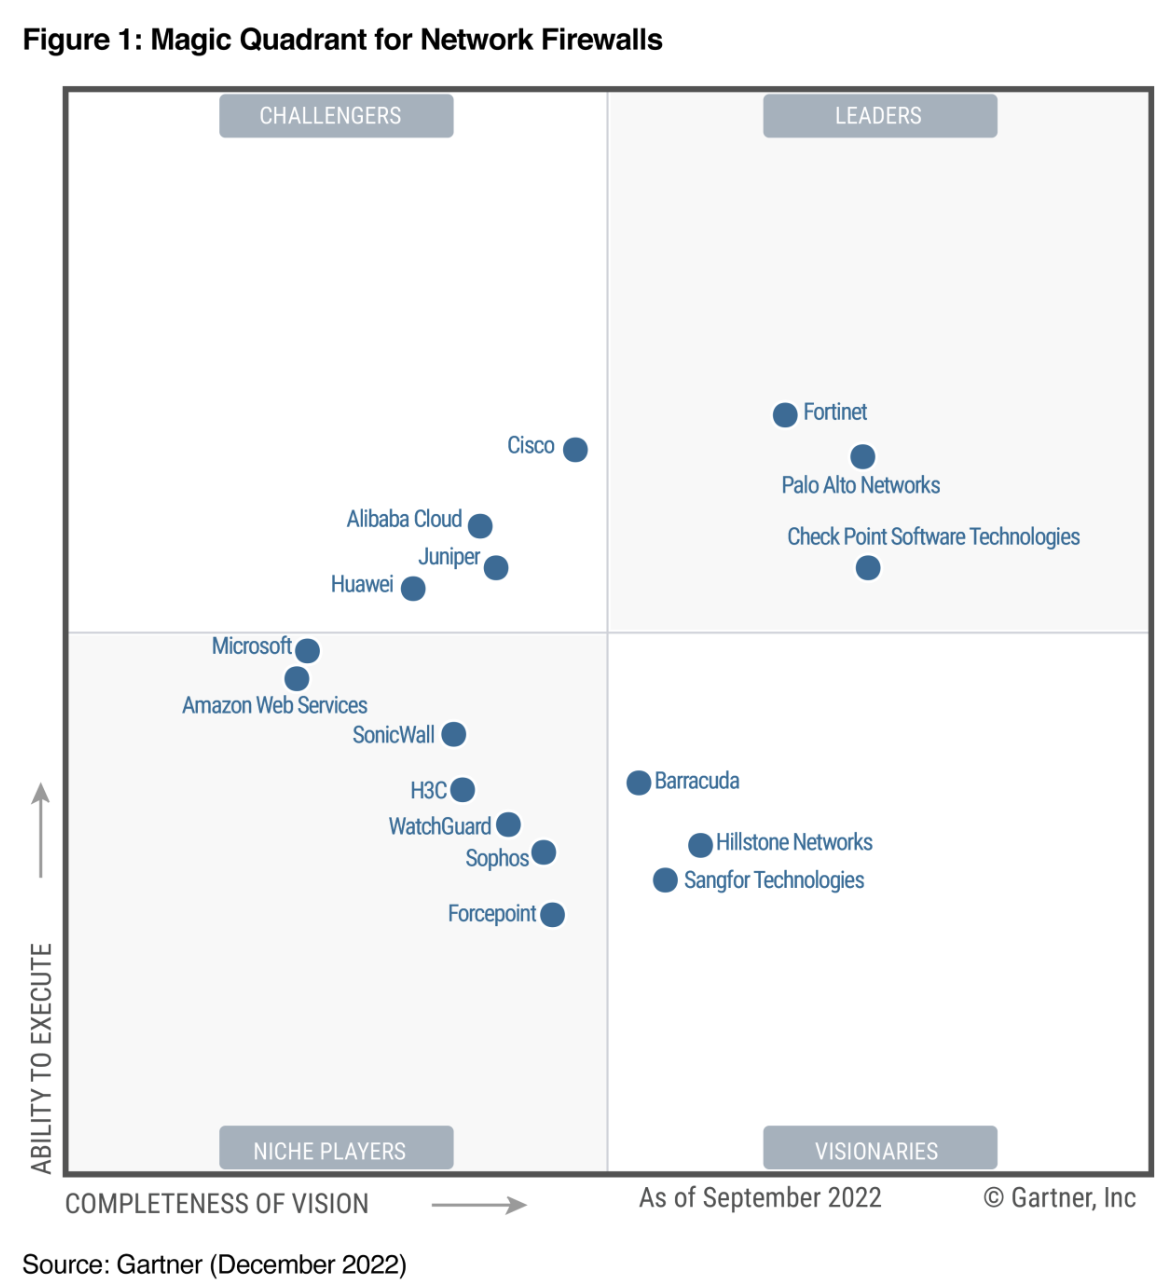 Figure 1: Magic Quadrant for Network Firewalls
CHALLENGERS
LEADERS
Fortinet
Cisco
Palo Alto Networks
Alibaba Cloud
Check Point Software Technologies
Juniper
Huawei
Microsoft
Amazon Web Services
SonicWall
Barracuda
H3C
WatchGuard
Hillstone Networks
Sophos
Sangfor Technologies
Forcepoint
ABILITY TO EXECUTE
NICHE PLAYERS
VISIONARIES
COMPLETENESS OF VISION
As of September 2022
© Gartner, Inc
Source: Gartner (December 2022)